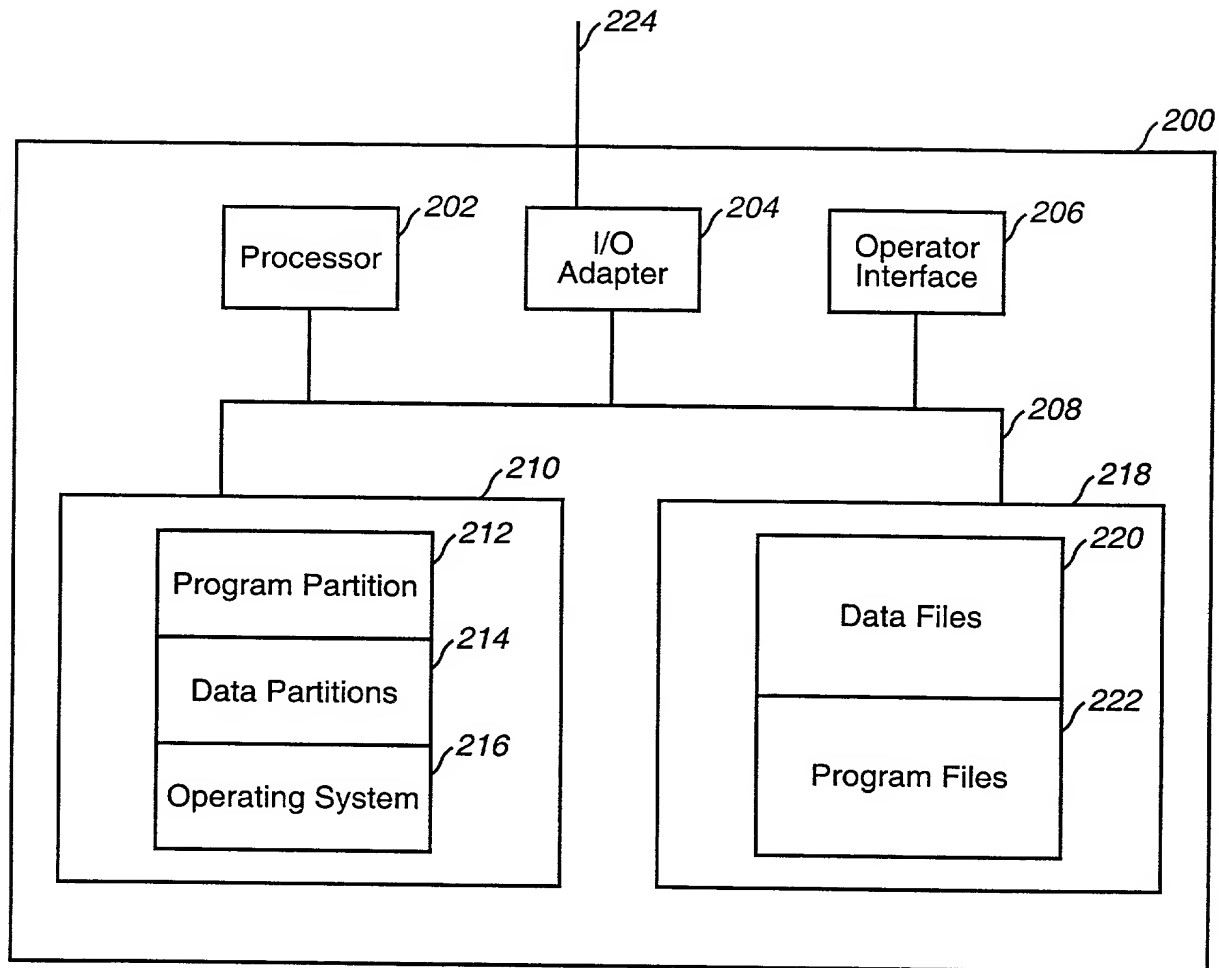 224
200
202
Processor
204
I/O
Adapter
206
Operator
Interface
208
210
212
Program Partition
214
Data Partitions
216
Operating System
218
220
Data Files
222
Program Files